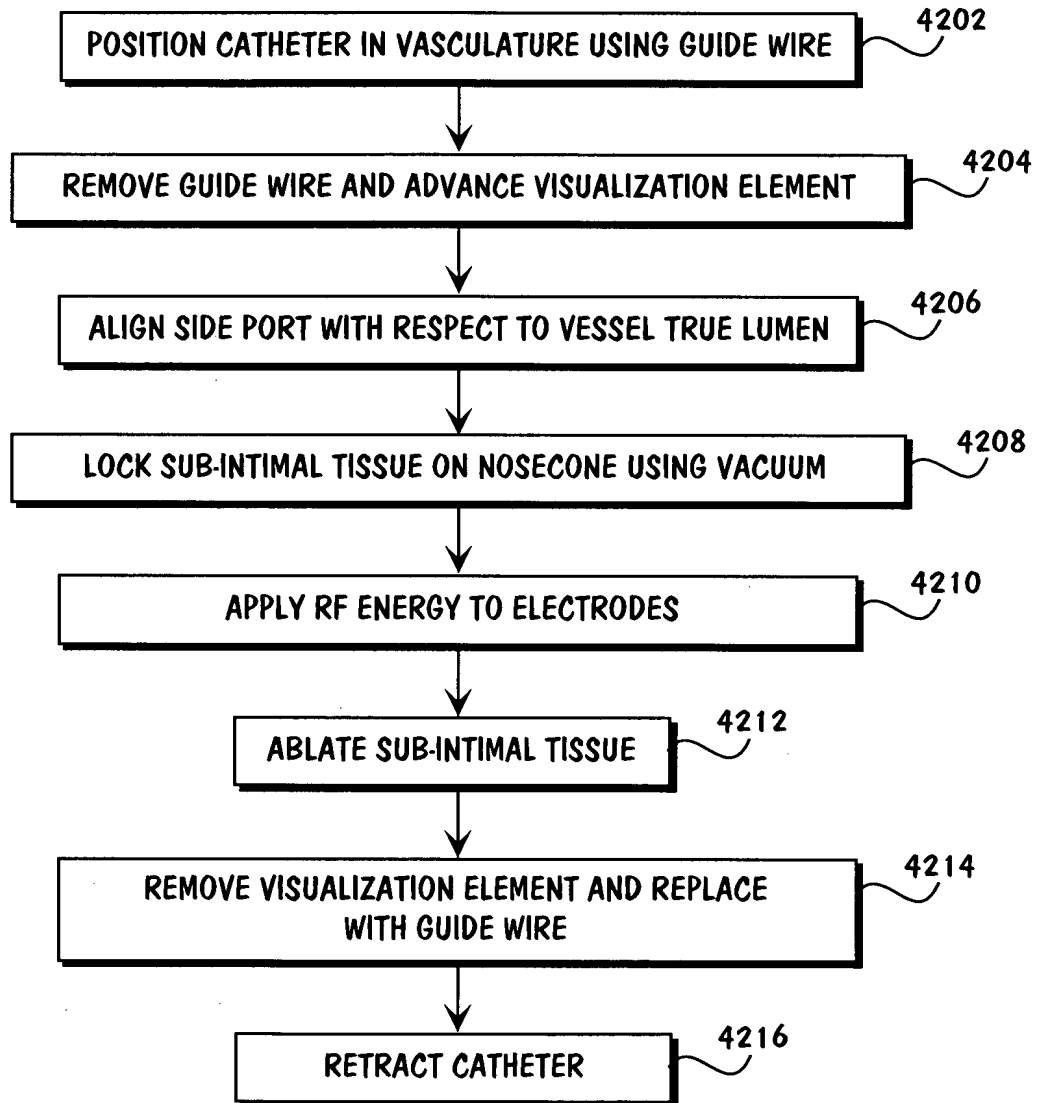 POSITION CATHETER IN VASCULATURE USING GUIDE WIRE
4202
REMOVE GUIDE WIRE AND ADVANCE VISUALIZATION ELEMENT
4204
ALIGN SIDE PORT WITH RESPECT TO VESSEL TRUE LUMEN
4206
LOCK SUB-INTIMAL TISSUE ON NOSECONE USING VACUUM
4208
APPLY RF ENERGY TO ELECTRODES
4210
ABLATE SUB-INTIMAL TISSUE
4212
REMOVE VISUALIZATION ELEMENT AND REPLACE
WITH GUIDE WIRE
4214
RETRACT CATHETER
4216